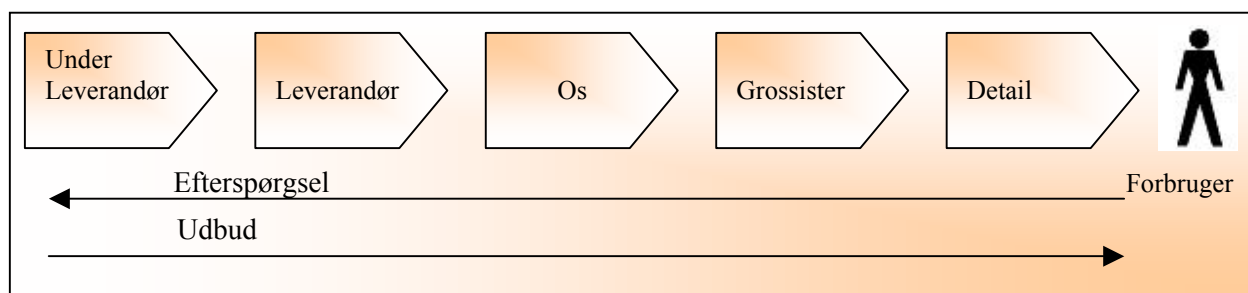 Under
Leverandør
Leverandør
Os
Grossister
Detail
Efterspørgsel
Forbruger
Udbud